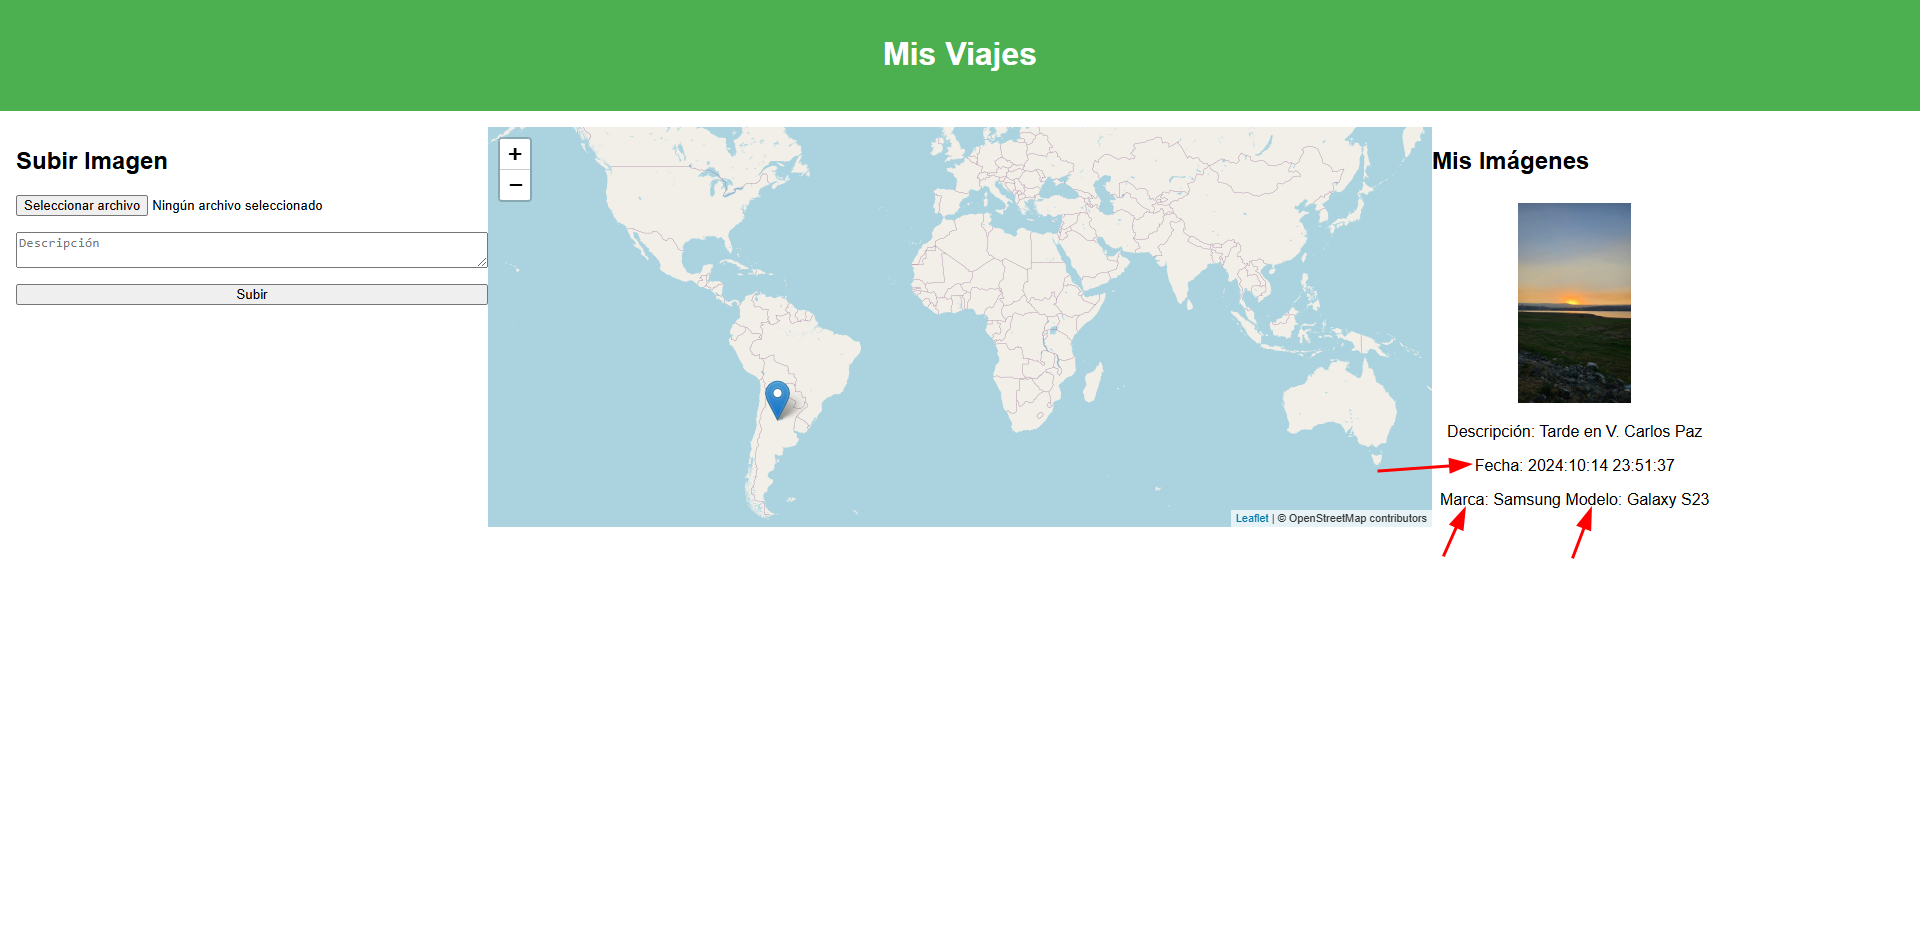 Mis Viajes
Subir Imagen
Seleccionar archivo Ningún archivo seleccionado
Descripción
Subir
+
−
Leaflet | © OpenStreetMap contributors
Mis Imágenes
Descripción: Tarde en V. Carlos Paz
Fecha: 2024:10:14 23:51:37
Marca: Samsung Modelo: Galaxy S23